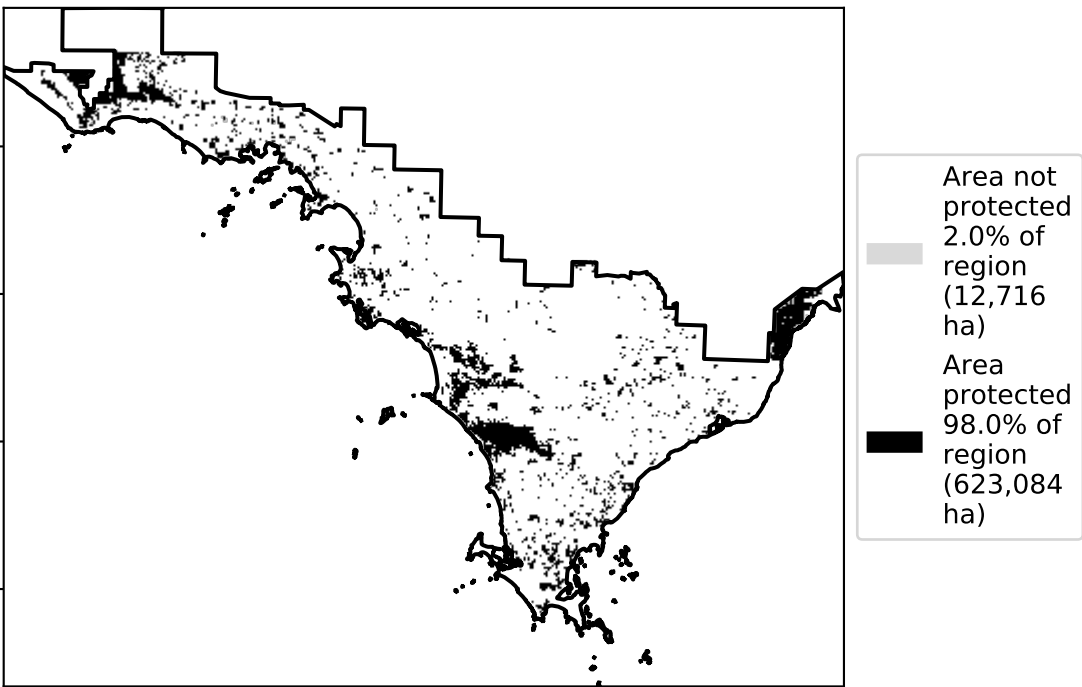 Area not
protected
2.0% of
region
(12,716
ha)
Area
protected
98.0% of
region
(623,084
ha)